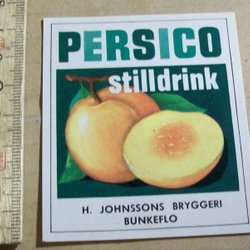 PERSICO
stilldrink
H. JOHNSSONS BRYGGERI
BUNKEFLO